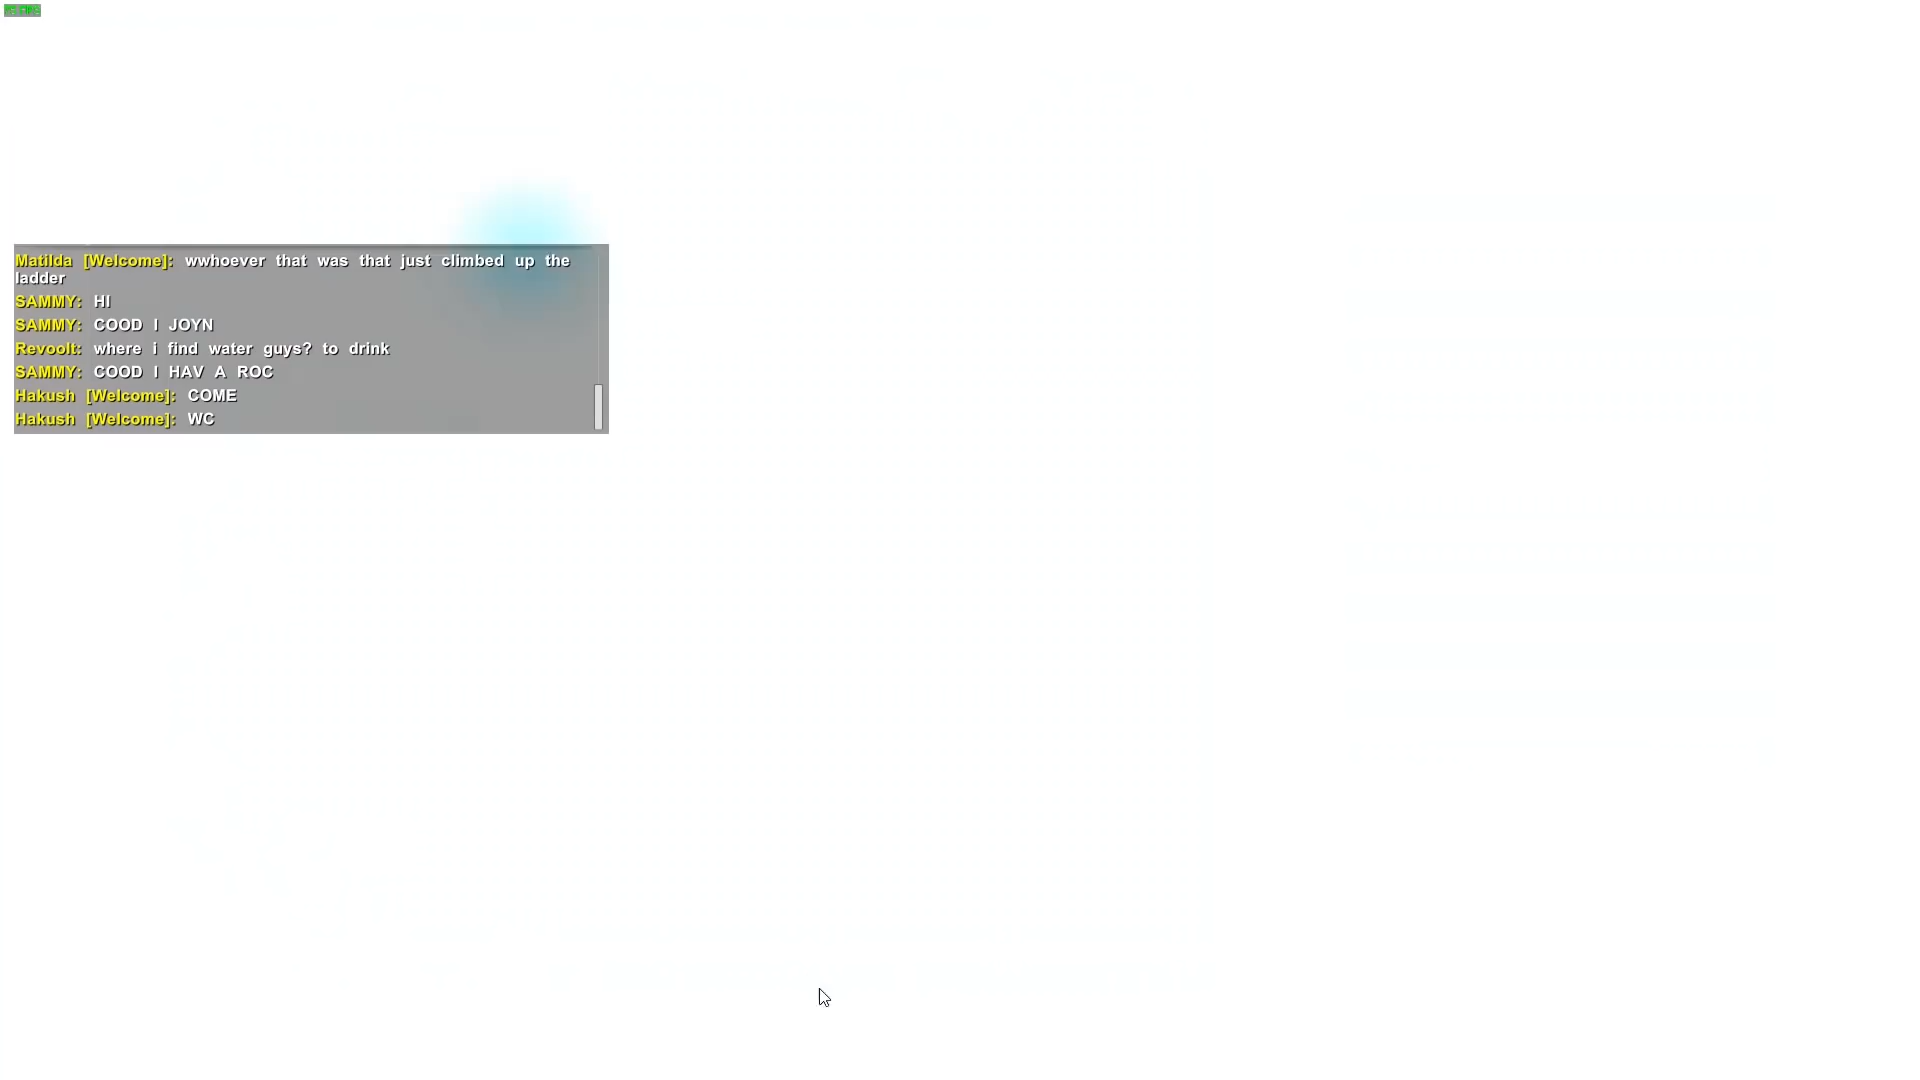 Matilda [Welcome]: wwhoever that was that just climbed up the
ladder
SAMMY: HI
SAMMY: COOD I JOYN
Revoolt: where i find water guys? to drink
SAMMY: COOD I HAV A ROC
Hakush [Welcome]: COME
Hakush [Welcome]: WC